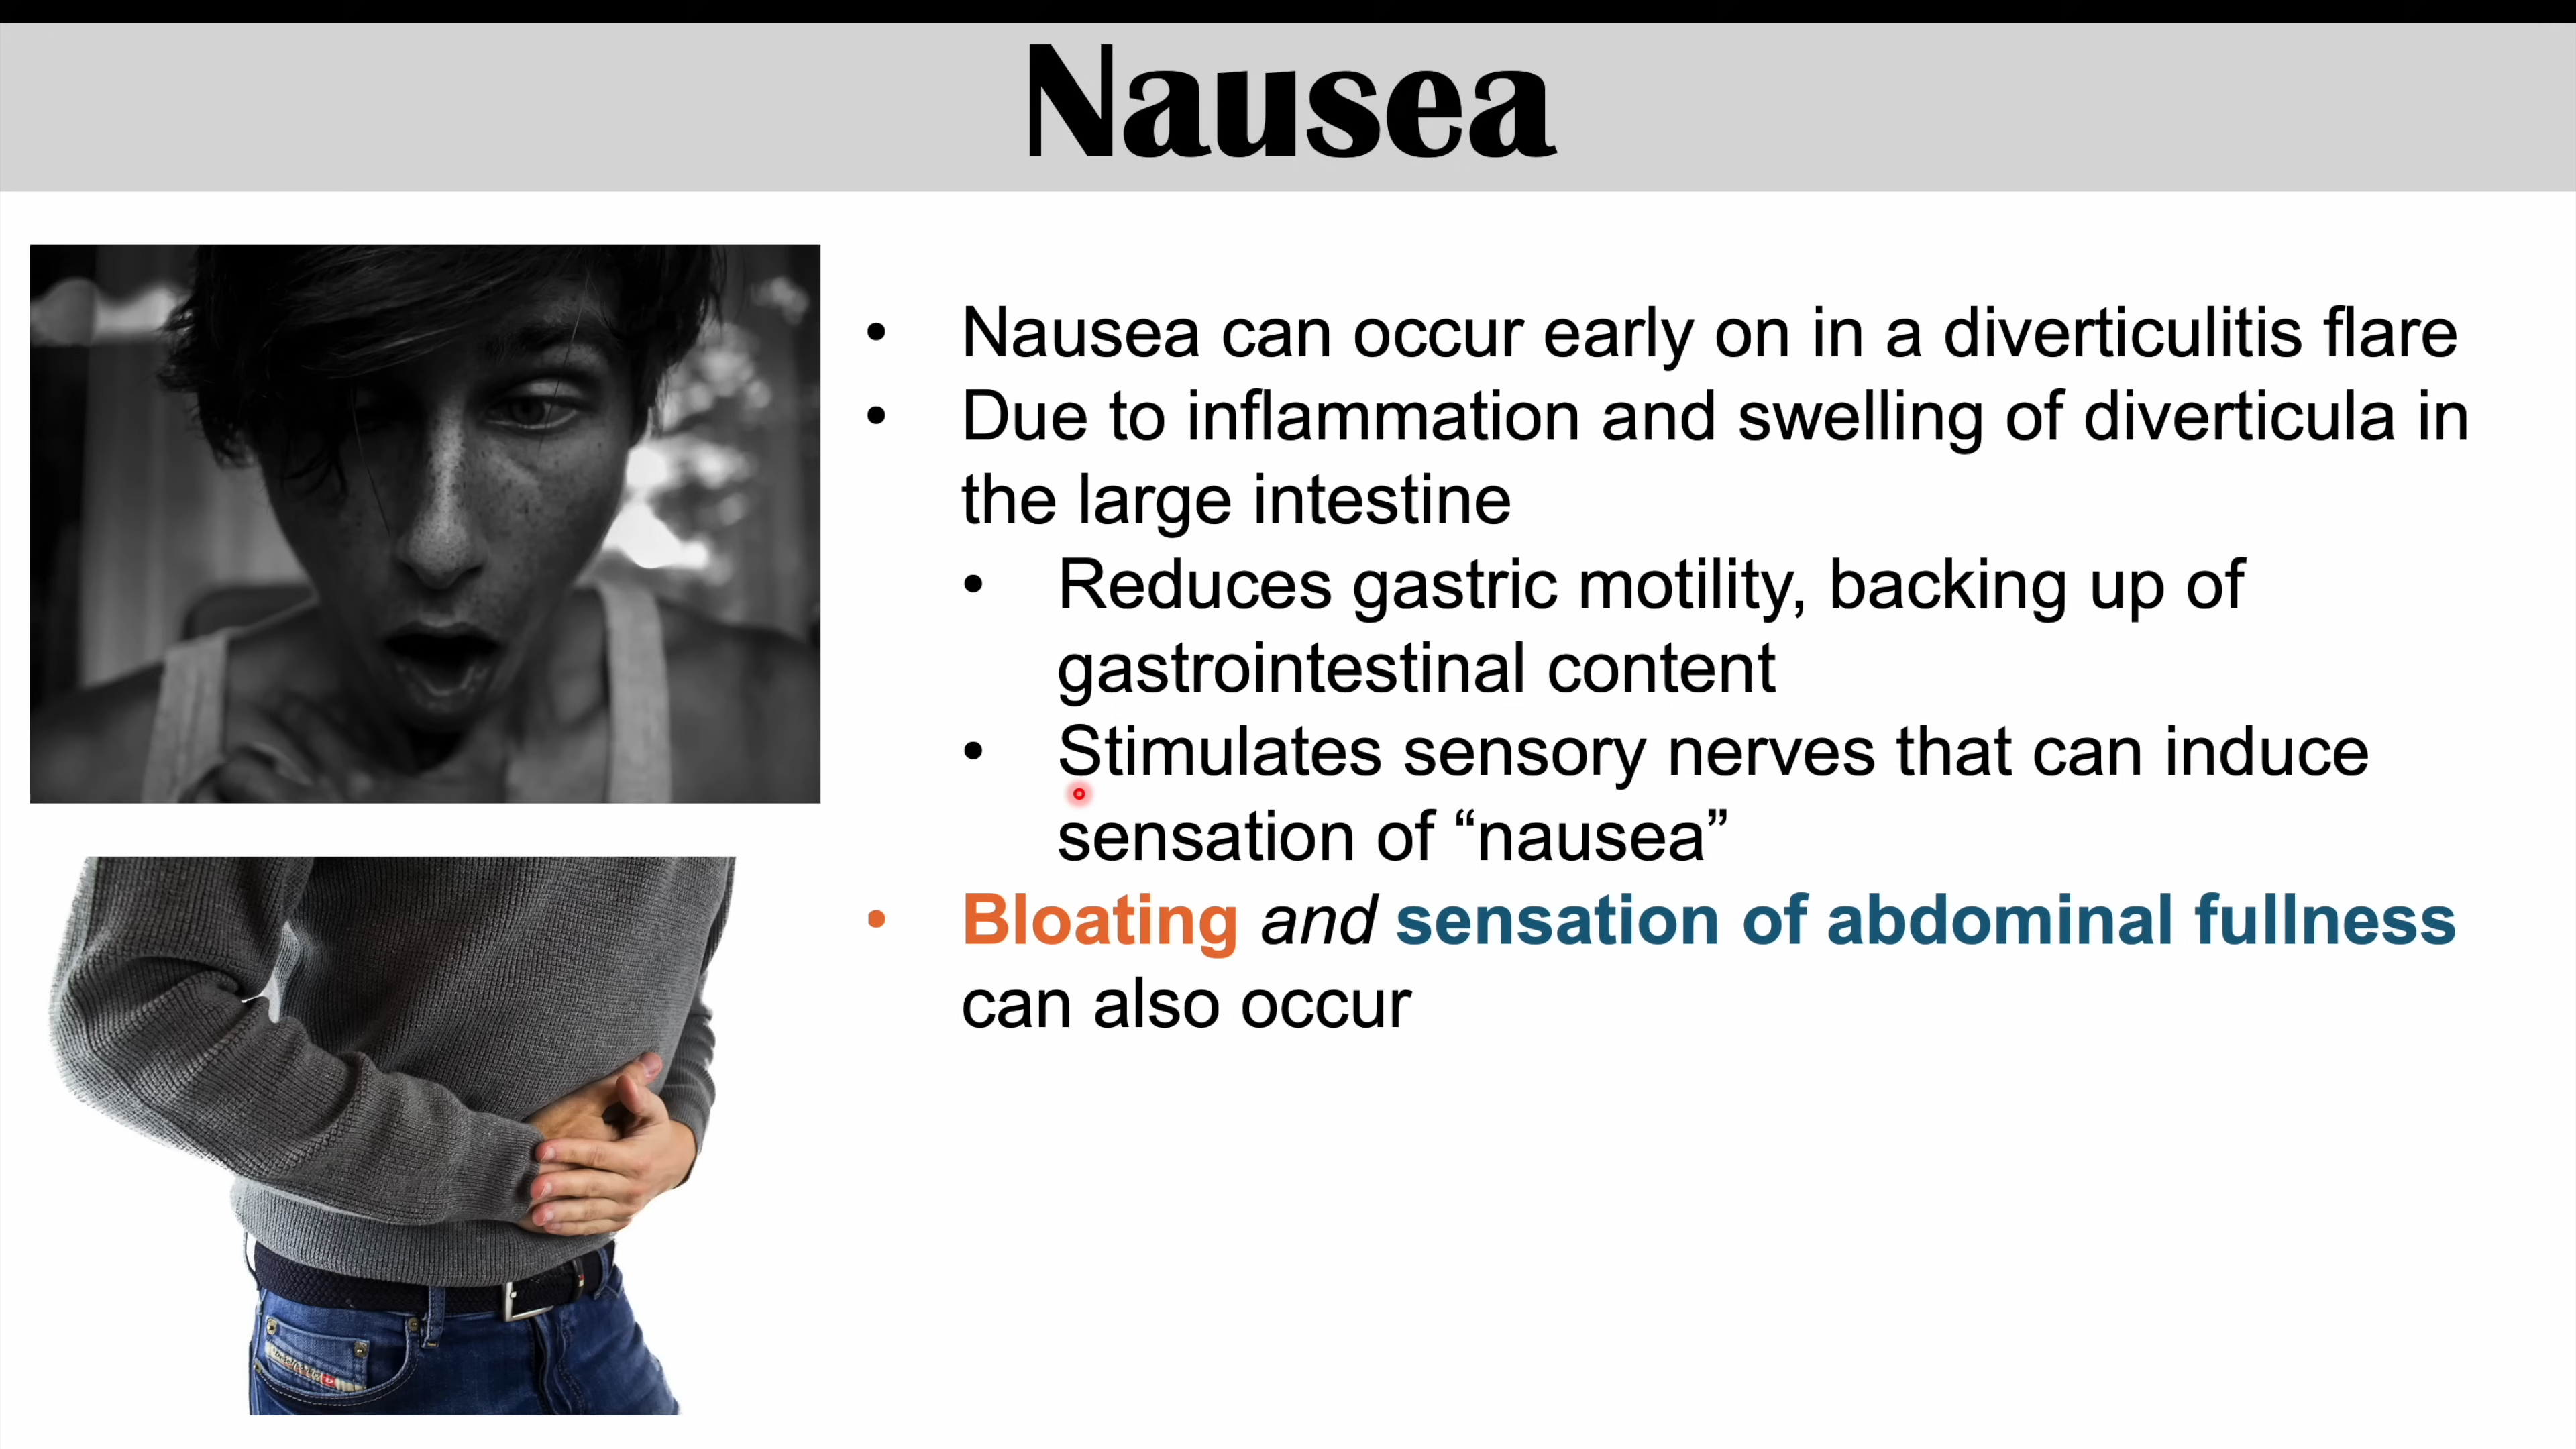 Nausea
• Nausea can occur early on in a diverticulitis flare
• Due to inflammation and swelling of diverticula in
the large intestine
• Reduces gastric motility, backing up of
gastrointestinal content
• Stimulates sensory nerves that can induce
sensation of “nausea”
• Bloating and sensation of abdominal fullness
can also occur